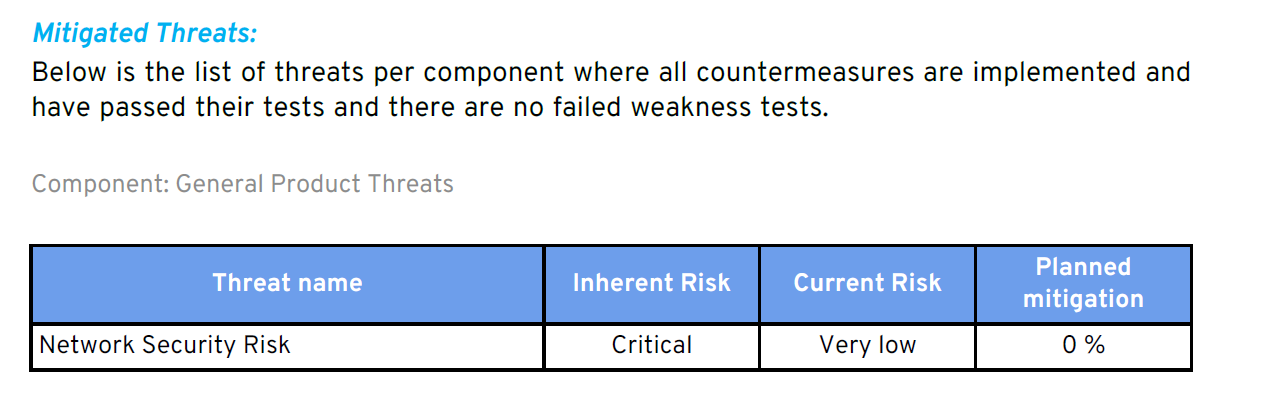 Mitigated Threats:
Below is the list of threats per component where all countermeasures are implemented and
have passed their tests and there are no failed weakness tests.
Component: General Product Threats
Threat name Inherent Risk Current Risk Planned mitigation
Network Security Risk Critical Very low 0 %